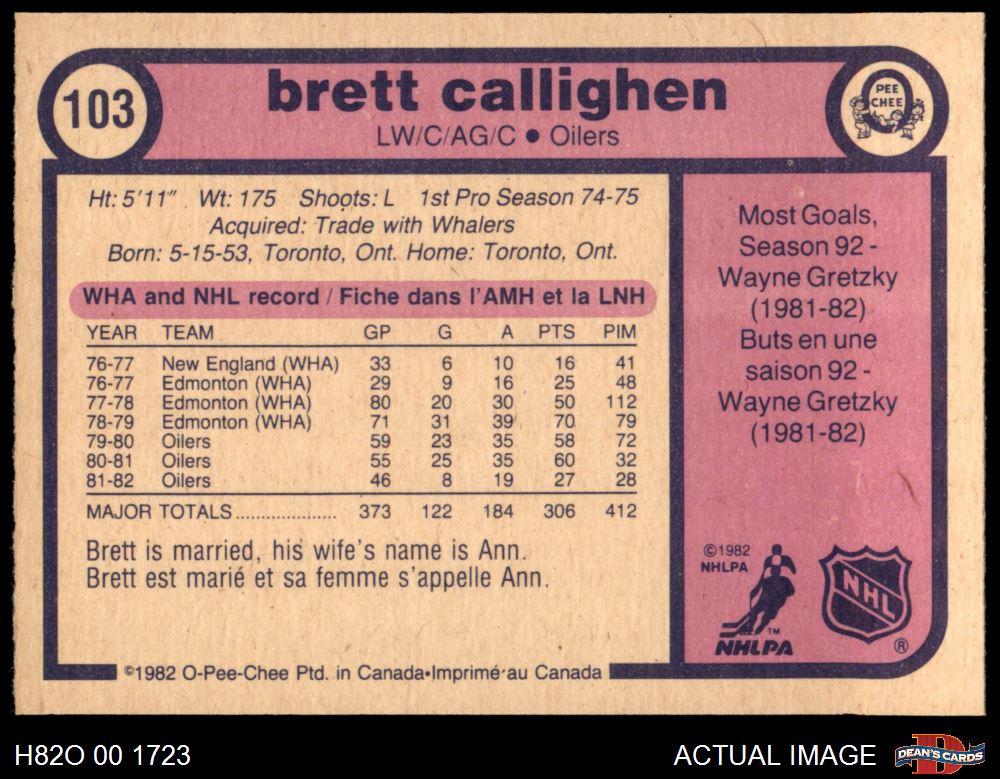 103
brett callighen
LW/C/AG/C ● Oilers
O
PEE
CHEE
Ht: 5'11" Wt: 175 Shoots: L 1st Pro Season 74-75
Acquired: Trade with Whalers
Born: 5-15-53, Toronto, Ont. Home: Toronto, Ont.
WHA and NHL record / Fiche dans l'AMH et la LNH
YEAR TEAM GP G A PTS PIM
76-77 New England (WHA) 33 6 10 16 41
76-77 Edmonton (WHA) 29 9 16 25 48
77-78 Edmonton (WHA) 80 20 30 50 112
78-79 Edmonton (WHA) 71 31 39 70 79
79-80 Oilers 59 23 35 58 72
80-81 Oilers 55 25 35 60 32
81-82 Oilers 46 8 19 27 28
MAJOR TOTALS.................... 373 122 184 306 412
Brett is married, his wife's name is Ann.
Brett est marié et sa femme s'appelle Ann.
Most Goals,
Season 92 -
Wayne Gretzky
(1981-82)
Buts en une
saison 92 -
Wayne Gretzky
(1981-82)
©1982
NHLPA
TM
NHLPA
NHL
®
©1982 O-Pee-Chee Ptd. in Canada•Imprimé au Canada
H82O 00 1723
ACTUAL IMAGE
D
DEAN'S CARDS